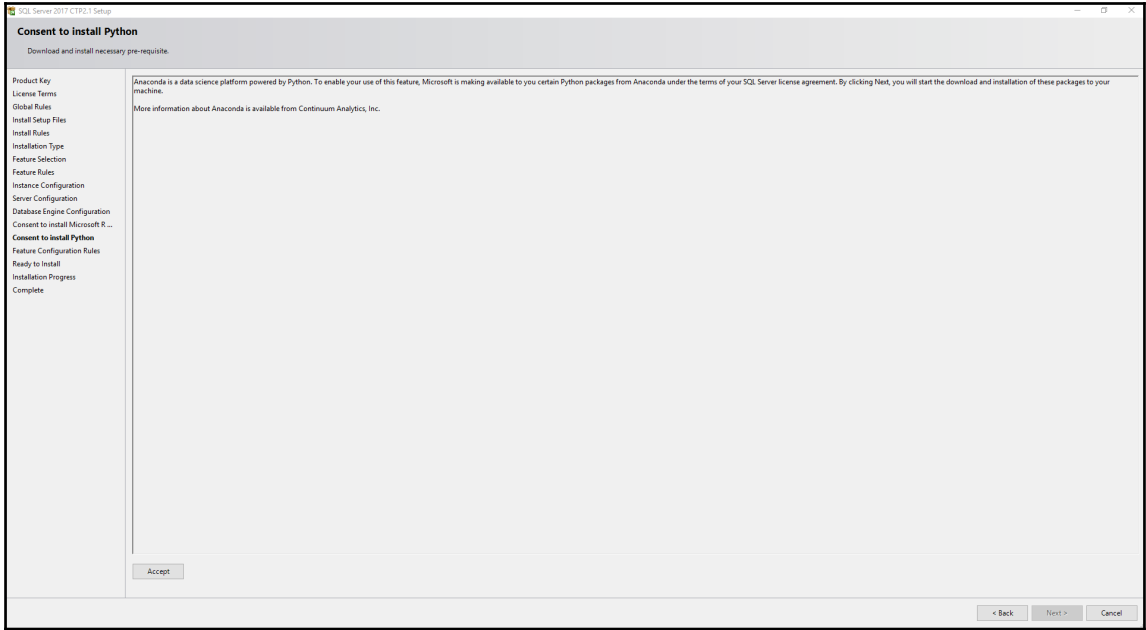 SQL Server 2017 CTP2.1 Setup
Consent to install Python
Download and install necessary pre-requisite.
Product Key
License Terms
Global Rules
Install Setup Files
Install Rules
Installation Type
Feature Selection
Feature Rules
Instance Configuration
Server Configuration
Database Engine Configuration
Consent to install Microsoft R ...
Consent to install Python
Feature Configuration Rules
Ready to Install
Installation Progress
Complete
Anaconda is a data science platform powered by Python. To enable your use of this feature, Microsoft is making available to you certain Python packages from Anaconda under the terms of your SQL Server license agreement. By clicking Next, you will start the download and installation of these packages to your
machine.
More information about Anaconda is available from Continuum Analytics, Inc.
Accept
< Back
Next >
Cancel